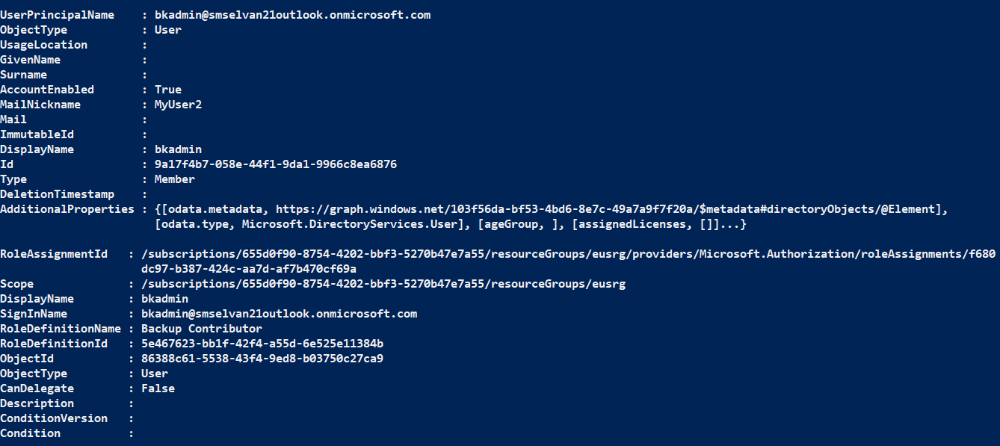 UserPrincipalName : bkadmin@smselvan21outlook.onmicrosoft.com
ObjectType : User
UsageLocation :
GivenName :
Surname :
AccountEnabled : True
MailNickname : MyUser2
Mail :
ImmutableId :
DisplayName : bkadmin
Id : 9a17f4b7-058e-44f1-9da1-9966c8ea6876
Type : Member
DeletionTimestamp :
AdditionalProperties : {[odata.metadata, https://graph.windows.net/103f56da-bf53-4bd6-8e7c-49a7a9f7f20a/$metadata#directoryObjects/@Element],
[odata.type, Microsoft.DirectoryServices.User], [ageGroup, ], [assignedLicenses, []]...}
RoleAssignmentId : /subscriptions/655d0f90-8754-4202-bbf3-5270b47e7a55/resourceGroups/eusrg/providers/Microsoft.Authorization/roleAssignments/f680
dc97-b387-424c-aa7d-af7b470cf69a
Scope : /subscriptions/655d0f90-8754-4202-bbf3-5270b47e7a55/resourceGroups/eusrg
DisplayName : bkadmin
SignInName : bkadmin@smselvan21outlook.onmicrosoft.com
RoleDefinitionName : Backup Contributor
RoleDefinitionId : 5e467623-bb1f-42f4-a55d-6e525e11384b
ObjectId : 86388c61-5538-43f4-9ed8-b03750c27ca9
ObjectType : User
CanDelegate : False
Description :
ConditionVersion :
Condition :